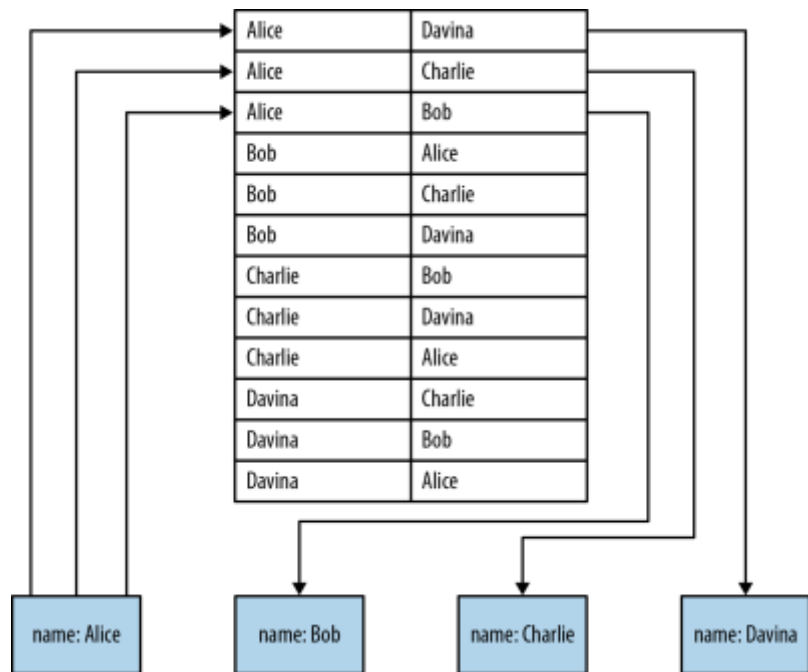 Alice Davina
Alice Charlie
Alice Bob
Bob Alice
Bob Charlie
Bob Davina
Charlie Bob
Charlie Davina
Charlie Alice
Davina Charlie
Davina Bob
Davina Alice
name: Alice
name: Bob
name: Charlie
name: Davina